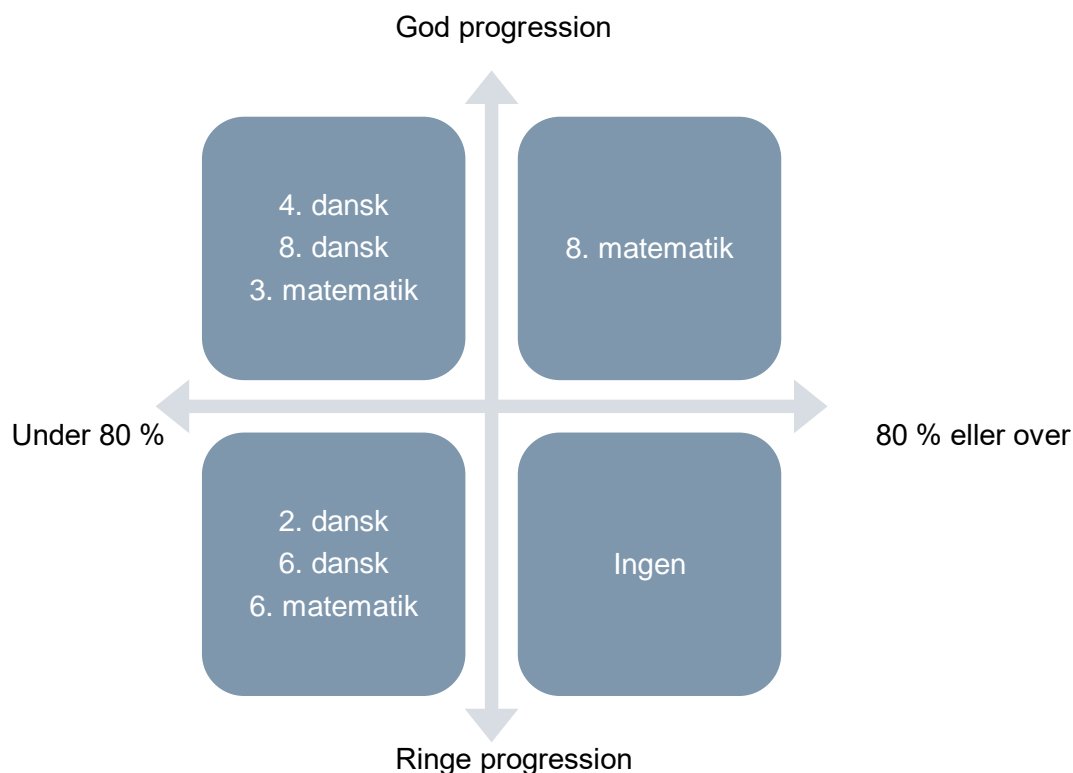 God progression
4. dansk
8. dansk
3. matematik
8. matematik
Under 80 %
80 % eller over
2. dansk
6. dansk
6. matematik
Ingen
Ringe progression